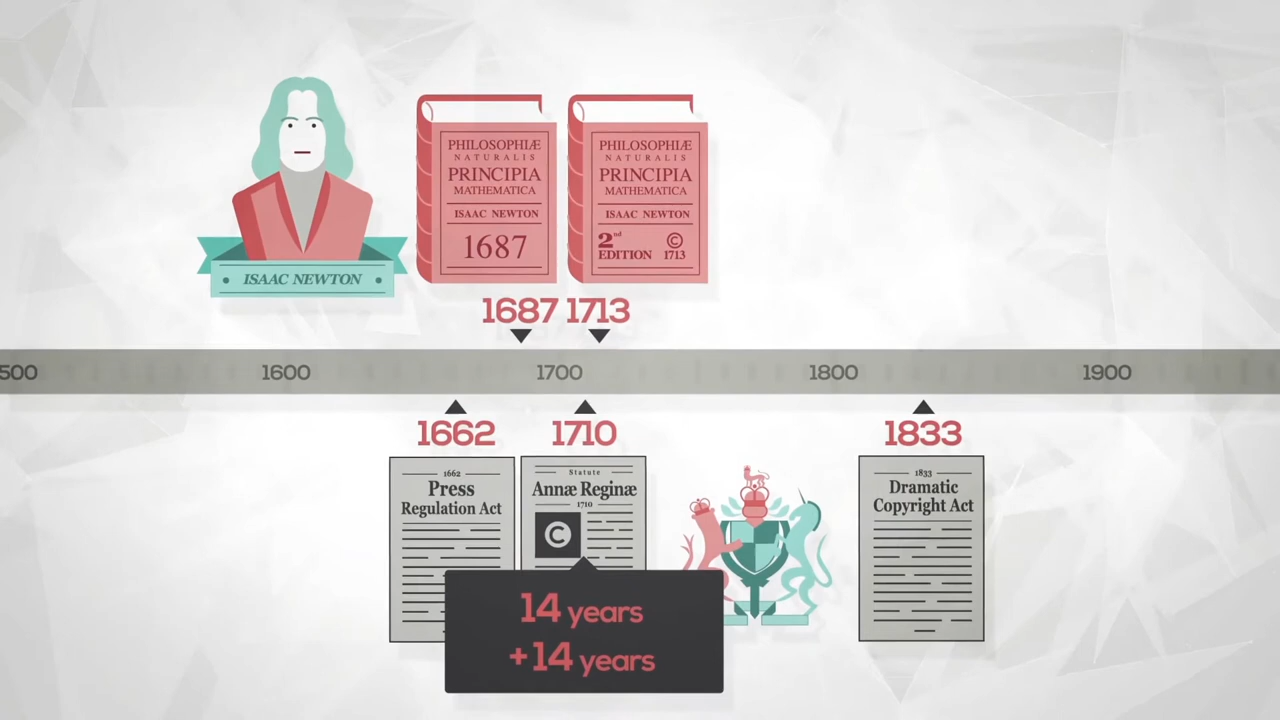 PHILOSOPHIÆ
NATURALIS
PRINCIPIA
MATHEMATICA
ISAAC NEWTON
1687
PHILOSOPHIÆ
NATURALIS
PRINCIPIA
MATHEMATICA
ISAAC NEWTON
2nd
EDITION
©
1713
ISAAC NEWTON
1687
1713
500
1600
1700
1800
1900
1662
1710
1833
1662
Press
Regulation Act
Statute
Annæ Reginæ
1710
©
1833
Dramatic
Copyright Act
14 years
+14 years